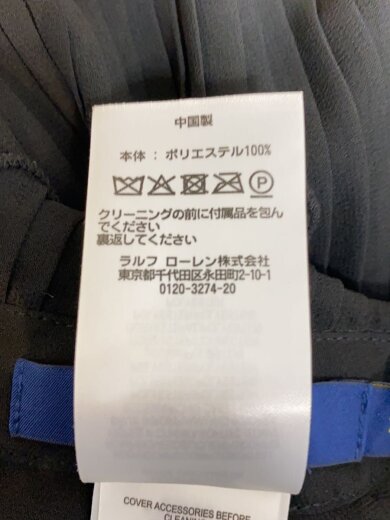 中国製
本体 : ポリエステル100%
P
クリーニングの前に付属品を包ん
でください
裏返してください
ラルフ ローレン株式会社
東京都千代田区永田町2-10-1
0120-3274-20
COVER ACCESSORIES BEFORE